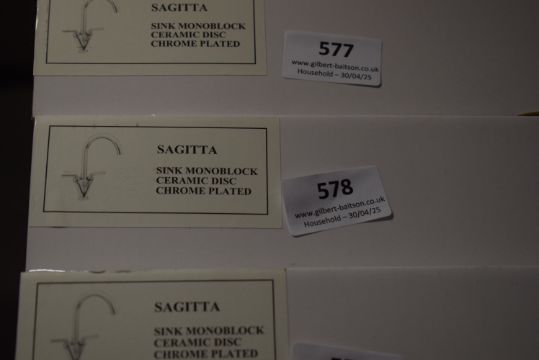 SAGITTA
SINK MONOBLOCK
CERAMIC DISC
CHROME PLATED
577
www.gilbert-baitson.co.uk
Household – 30/04/25
SAGITTA
SINK MONOBLOCK
CERAMIC DISC
CHROME PLATED
578
www.gilbert-baitson.co.uk
Household – 30/04/25
SAGITTA
SINK MONOBLOCK
CERAMIC DISC
CHROME PLATED